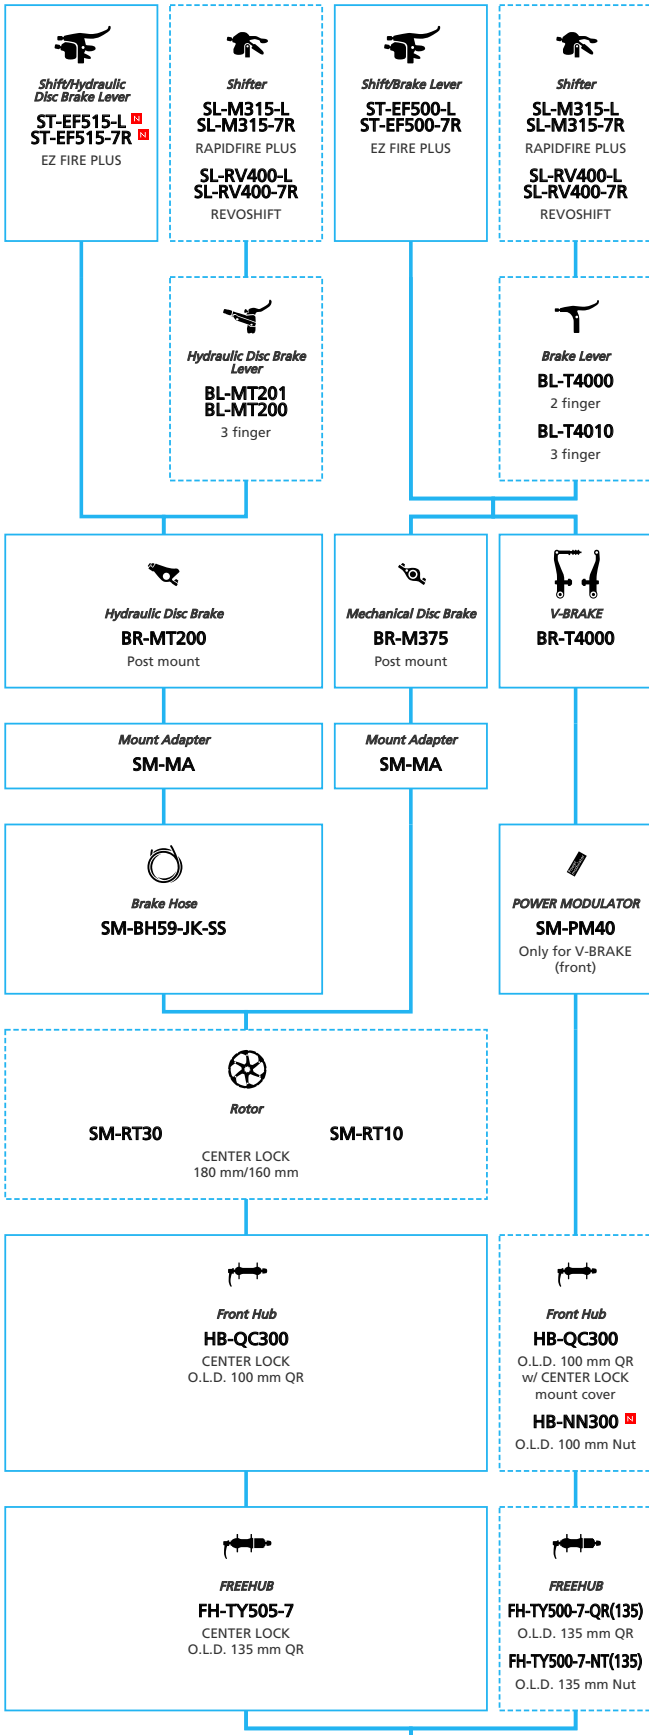 Shift/Hydraulic
Disc Brake Lever
ST-EF515-L N
ST-EF515-7R N
EZ FIRE PLUS
Shifter
SL-M315-L
SL-M315-7R
RAPIDFIRE PLUS
SL-RV400-L
SL-RV400-7R
REVOSHIFT
Shift/Brake Lever
ST-EF500-L
ST-EF500-7R
EZ FIRE PLUS
Shifter
SL-M315-L
SL-M315-7R
RAPIDFIRE PLUS
SL-RV400-L
SL-RV400-7R
REVOSHIFT
Hydraulic Disc Brake
Lever
BL-MT201
BL-MT200
3 finger
Brake Lever
BL-T4000
2 finger
BL-T4010
3 finger
Hydraulic Disc Brake
BR-MT200
Post mount
Mechanical Disc Brake
BR-M375
Post mount
V-BRAKE
BR-T4000
Mount Adapter
SM-MA
Mount Adapter
SM-MA
Brake Hose
SM-BH59-JK-SS
POWER MODULATOR
SM-PM40
Only for V-BRAKE
(front)
Rotor
SM-RT30 SM-RT10
CENTER LOCK
180 mm/160 mm
Front Hub
HB-QC300
CENTER LOCK
O.L.D. 100 mm QR
Front Hub
HB-QC300
O.L.D. 100 mm QR
w/ CENTER LOCK
mount cover
HB-NN300 N
O.L.D. 100 mm Nut
FREEHUB
FH-TY505-7
CENTER LOCK
O.L.D. 135 mm QR
FREEHUB
FH-TY500-7-QR(135)
O.L.D. 135 mm QR
FH-TY500-7-NT(135)
O.L.D. 135 mm Nut